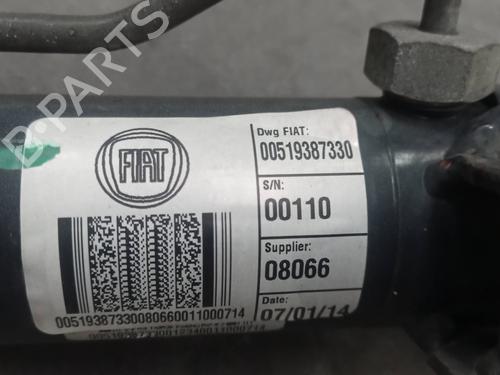 B-PARTS
FIAT
Dwg FIAT:
00519387330
S/N:
00110
Supplier:
08066
Date:
07/01/14
00519387330080660011000714